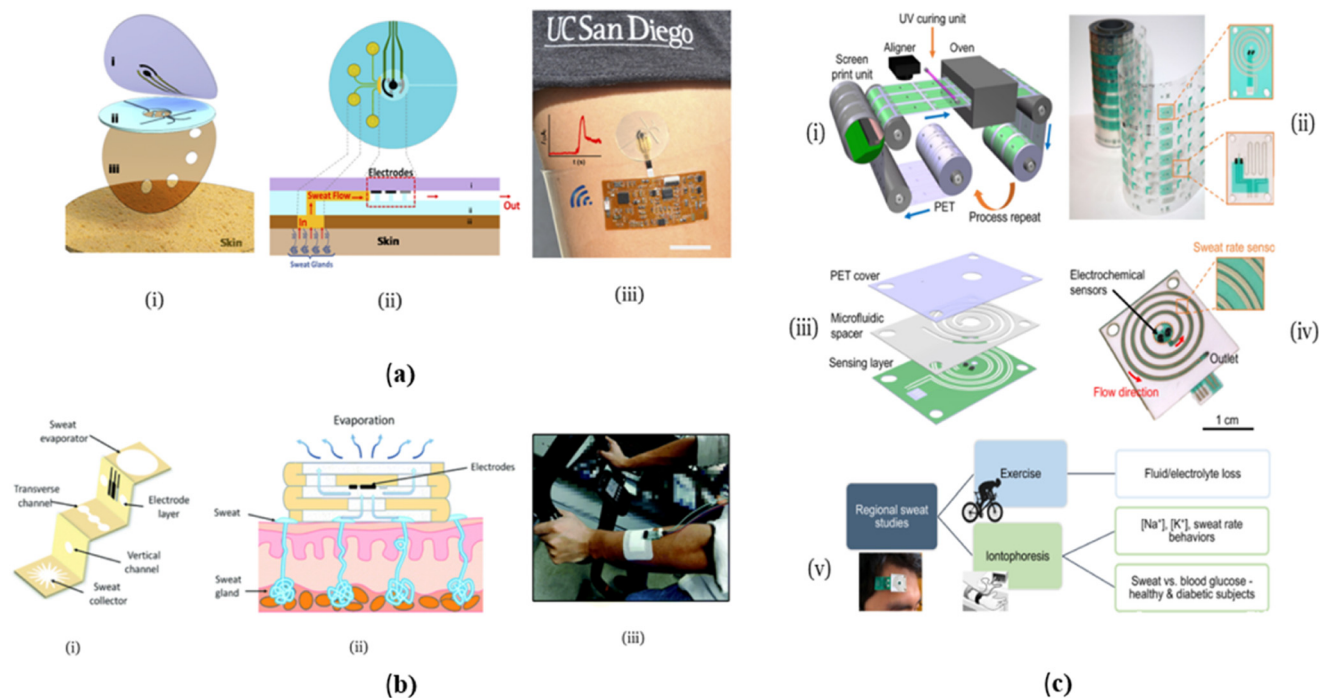 i
ii
iii
Skin
(i)
Electrodes
i
Sweat Flow
Out
ii
In
iii
Skin
Sweat Glands
(ii)
UC San Diego
t (s)
(iii)
(a)
Sweat
evaporator
Transverse
channel
Electrode
layer
Vertical
channel
Sweat
collector
(i)
Evaporation
Electrodes
Sweat
Sweat
gland
(ii)
(iii)
(b)
UV curing unit
Aligner
Oven
Screen
print unit
(i)
PET
Process repeat
(ii)
PET cover
Microfluidic
spacer
(iii)
Sensing layer
Sweat rate senso
Electrochemical
sensors
(iv)
Outlet
Flow direction
1 cm
Regional sweat
studies
Exercise
Fluid/electrolyte loss
(v)
Iontophoresis
[Na⁺], [K⁺], sweat rate
behaviors
Sweat vs. blood glucose -
healthy & diabetic subjects
(c)